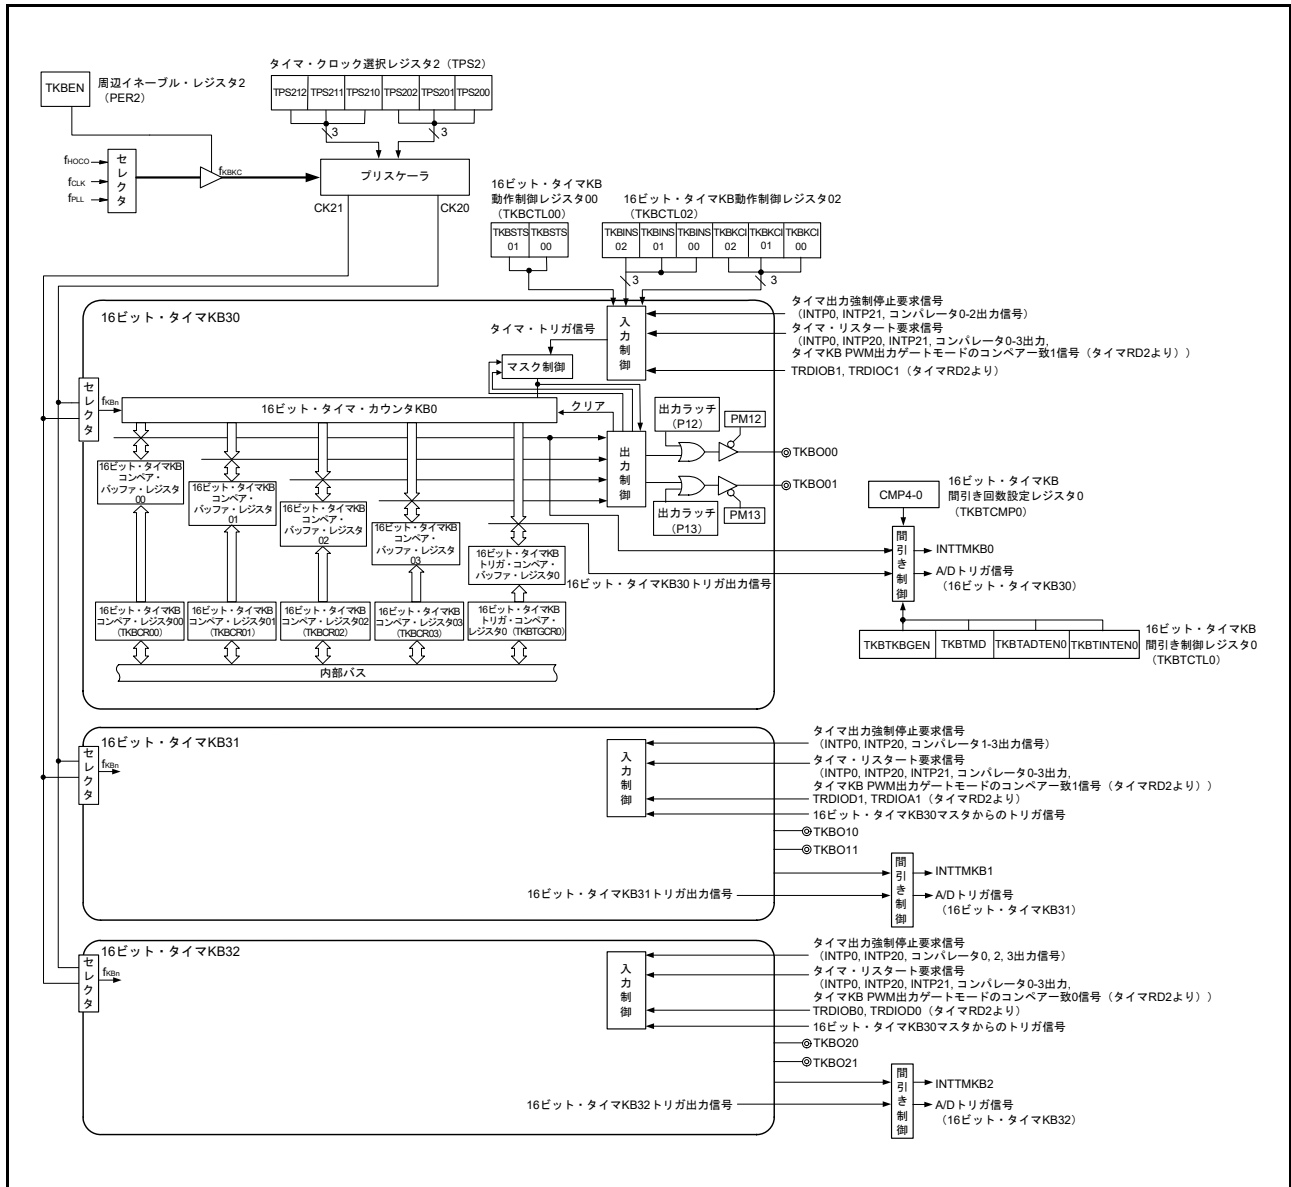 タイマ・クロック選択レジスタ2（TPS2）
TKBEN
周辺イネーブル・レジスタ2
（PER2）
TPS212
TPS211
TPS210
TPS202
TPS201
TPS200
3
3
fHOCO
fCLK
fPLL
セレクタ
fKBKC
プリスケーラ
CK21
CK20
16ビット・タイマKB
動作制御レジスタ00
（TKBCTL00）
16ビット・タイマKB動作制御レジスタ02
（TKBCTL02）
TKBSTS
01
TKBSTS
00
TKBINS
02
TKBINS
01
TKBINS
00
TKBKCI
02
TKBKCI
01
TKBKCI
00
3
3
16ビット・タイマKB30
タイマ・トリガ信号
入力制御
タイマ出力強制停止要求信号
（INTP0, INTP21, コンパレータ0-2出力信号）
タイマ・リスタート要求信号
（INTP0, INTP20, INTP21, コンパレータ0-3出力,
タイマKB PWM出力ゲートモードのコンペア一致1信号（タイマRD2より））
TRDIOB1, TRDIOC1（タイマRD2より）
マスク制御
セレクタ
fKBn
16ビット・タイマ・カウンタKB0
クリア
出力制御
出力ラッチ
（P12）
PM12
TKBO00
TKBO01
出力ラッチ
（P13）
PM13
16ビット・タイマKB
コンペア・
バッファ・レジスタ
00
16ビット・タイマKB
コンペア・
バッファ・レジスタ
01
16ビット・タイマKB
コンペア・
バッファ・レジスタ
02
16ビット・タイマKB
コンペア・
バッファ・レジスタ
03
16ビット・タイマKB
トリガ・コンペア・
バッファ・レジスタ0
16ビット・タイマKB30トリガ出力信号
CMP4-0
16ビット・タイマKB
間引き回数設定レジスタ0
（TKBTCMP0）
間引き制御
INTTMKB0
A/Dトリガ信号
（16ビット・タイマKB30）
16ビット・タイマKB
コンペア・レジスタ00
（TKBCR00）
16ビット・タイマKB
コンペア・レジスタ01
（TKBCR01）
16ビット・タイマKB
コンペア・レジスタ02
（TKBCR02）
16ビット・タイマKB
コンペア・レジスタ03
（TKBCR03）
16ビット・タイマKB
トリガ・コンペア・
レジスタ0（TKBTGCR0）
TKBTKBGEN
TKBTMD
TKBTADTEN0
TKBTINTEN0
16ビット・タイマKB
間引き制御レジスタ0
（TKBTCTL0）
内部バス
16ビット・タイマKB31
セレクタ
fKBn
入力制御
タイマ出力強制停止要求信号
（INTP0, INTP20, コンパレータ1-3出力信号）
タイマ・リスタート要求信号
（INTP0, INTP20, INTP21, コンパレータ0-3出力,
タイマKB PWM出力ゲートモードのコンペア一致1信号（タイマRD2より））
TRDIOD1, TRDIOA1（タイマRD2より）
16ビット・タイマKB30マスタからのトリガ信号
TKBO10
TKBO11
間引き制御
INTTMKB1
16ビット・タイマKB31トリガ出力信号
A/Dトリガ信号
（16ビット・タイマKB31）
16ビット・タイマKB32
セレクタ
fKBn
入力制御
タイマ出力強制停止要求信号
（INTP0, INTP20, コンパレータ0, 2, 3出力信号）
タイマ・リスタート要求信号
（INTP0, INTP20, INTP21, コンパレータ0-3出力,
タイマKB PWM出力ゲートモードのコンペア一致0信号（タイマRD2より））
TRDIOB0, TRDIOD0（タイマRD2より）
16ビット・タイマKB30マスタからのトリガ信号
TKBO20
TKBO21
間引き制御
INTTMKB2
16ビット・タイマKB32トリガ出力信号
A/Dトリガ信号
（16ビット・タイマKB32）